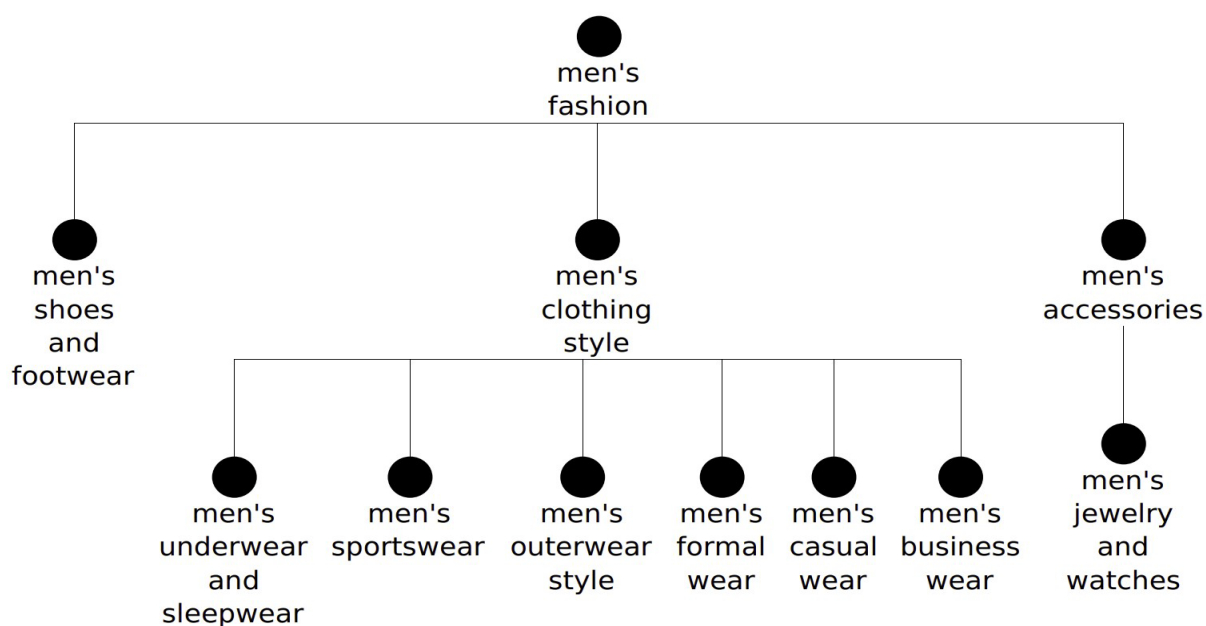 men's
fashion
men's
shoes
and
footwear
men's
clothing
style
men's
accessories
men's
underwear
and
sleepwear
men's
sportswear
men's
outerwear
style
men's
formal
wear
men's
casual
wear
men's
business
wear
men's
jewelry
and
watches